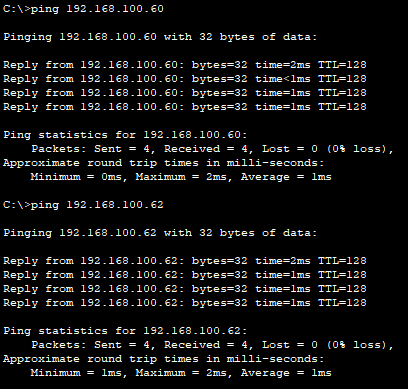 C:\>ping 192.168.100.60
Pinging 192.168.100.60 with 32 bytes of data:
Reply from 192.168.100.60: bytes=32 time=2ms TTL=128
Reply from 192.168.100.60: bytes=32 time<1ms TTL=128
Reply from 192.168.100.60: bytes=32 time=1ms TTL=128
Reply from 192.168.100.60: bytes=32 time=1ms TTL=128
Ping statistics for 192.168.100.60:
    Packets: Sent = 4, Received = 4, Lost = 0 (0% loss),
Approximate round trip times in milli-seconds:
    Minimum = 0ms, Maximum = 2ms, Average = 1ms
C:\>ping 192.168.100.62
Pinging 192.168.100.62 with 32 bytes of data:
Reply from 192.168.100.62: bytes=32 time=2ms TTL=128
Reply from 192.168.100.62: bytes=32 time=1ms TTL=128
Reply from 192.168.100.62: bytes=32 time=1ms TTL=128
Reply from 192.168.100.62: bytes=32 time=1ms TTL=128
Ping statistics for 192.168.100.62:
    Packets: Sent = 4, Received = 4, Lost = 0 (0% loss),
Approximate round trip times in milli-seconds:
    Minimum = 1ms, Maximum = 2ms, Average = 1ms